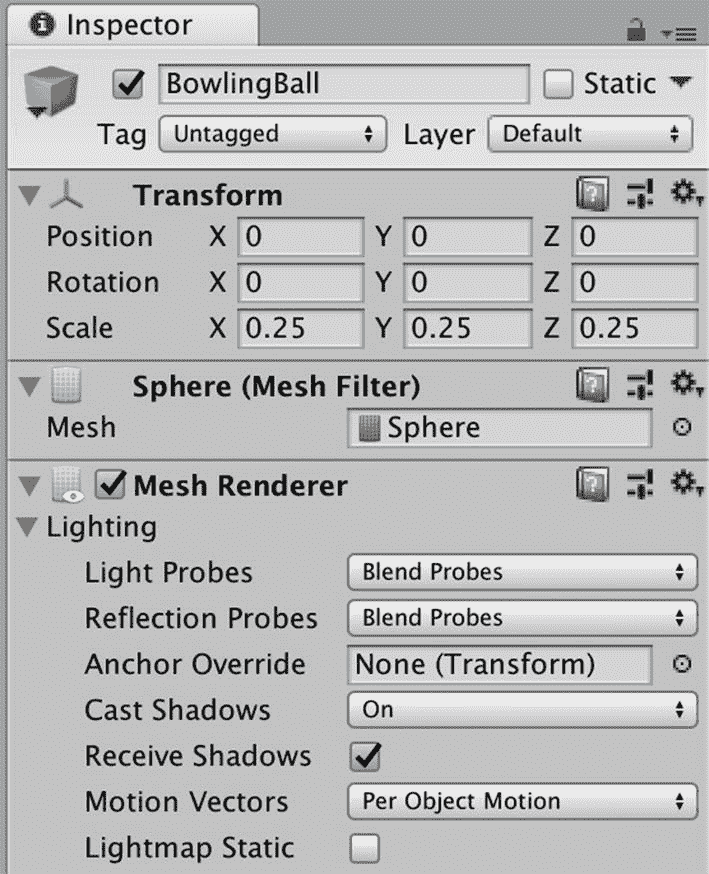 Inspector
BowlingBall Static
Tag Untagged Layer Default
Transform
Position X 0 Y 0 Z 0
Rotation X 0 Y 0 Z 0
Scale X 0.25 Y 0.25 Z 0.25
Sphere (Mesh Filter)
Mesh Sphere
Mesh Renderer
Lighting
Light Probes Blend Probes
Reflection Probes Blend Probes
Anchor Override None (Transform)
Cast Shadows On
Receive Shadows
Motion Vectors Per Object Motion
Lightmap Static